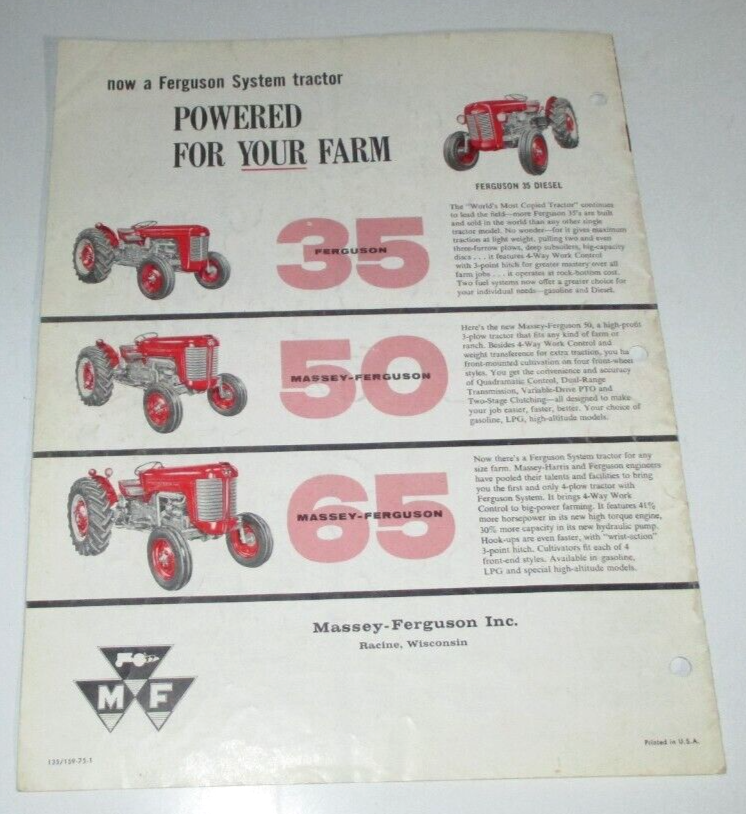 now a Ferguson System tractor
POWERED
FOR YOUR FARM
FERGUSON 35 DIESEL
35
FERGUSON
The "World's Most Copied Tractor" continues
to lead the field—more Ferguson 35's are built
and sold in the world than any other single
tractor model. No wonder—for it gives maximum
traction at light weight, pulling two and even
three-furrow plows, deep subsoilers, big-capacity
discs . . . it features 4-Way Work Control
with 3-point hitch for greater mastery over all
farm jobs . . . it operates at rock-bottom cost.
Two fuel systems now offer a greater choice for
your individual needs—gasoline and Diesel.
50
MASSEY-FERGUSON
Here's the new Massey-Ferguson 50, a high-profit
3-plow tractor that fits any kind of farm or
ranch. Besides 4-Way Work Control and
weight transference for extra traction, you ha
front-mounted cultivation on four front-wheel
styles. You get the convenience and accuracy
of Quadramatic Control, Dual-Range
Transmission, Variable-Drive PTO and
Two-Stage Clutching—all designed to make
your job easier, faster, better. Your choice of
gasoline, LPG, high-altitude models.
65
MASSEY-FERGUSON
Now there's a Ferguson System tractor for any
size farm. Massey-Harris and Ferguson engineers
have pooled their talents and facilities to bring
you the first and only 4-plow tractor with
Ferguson System. It brings 4-Way Work
Control to big-power farming. It features 41%
more horsepower in its new high torque engine,
30% more capacity in its new hydraulic pump.
Hook-ups are even faster, with "wrist-action"
3-point hitch. Cultivators fit each of 4
front-end styles. Available in gasoline,
LPG and special high-altitude models.
Massey-Ferguson Inc.
Racine, Wisconsin
M F
Printed in U.S.A.
135/159-75-1